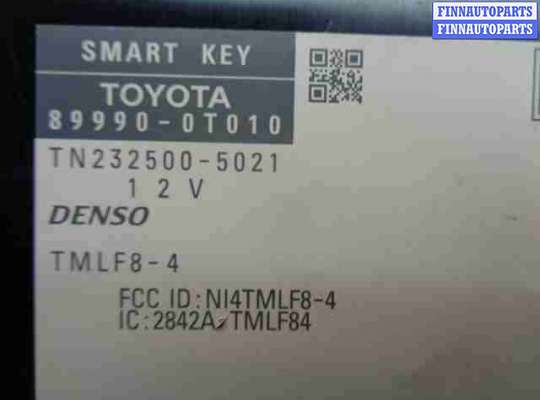 FINNAUTOPARTS
FINNAUTOPARTS
SMART KEY
TOYOTA
89990-0T010
TN232500-5021
12V
DENSO
TMLF8-4
FCC ID:NI4TMLF8-4
IC:2842A-TMLF84